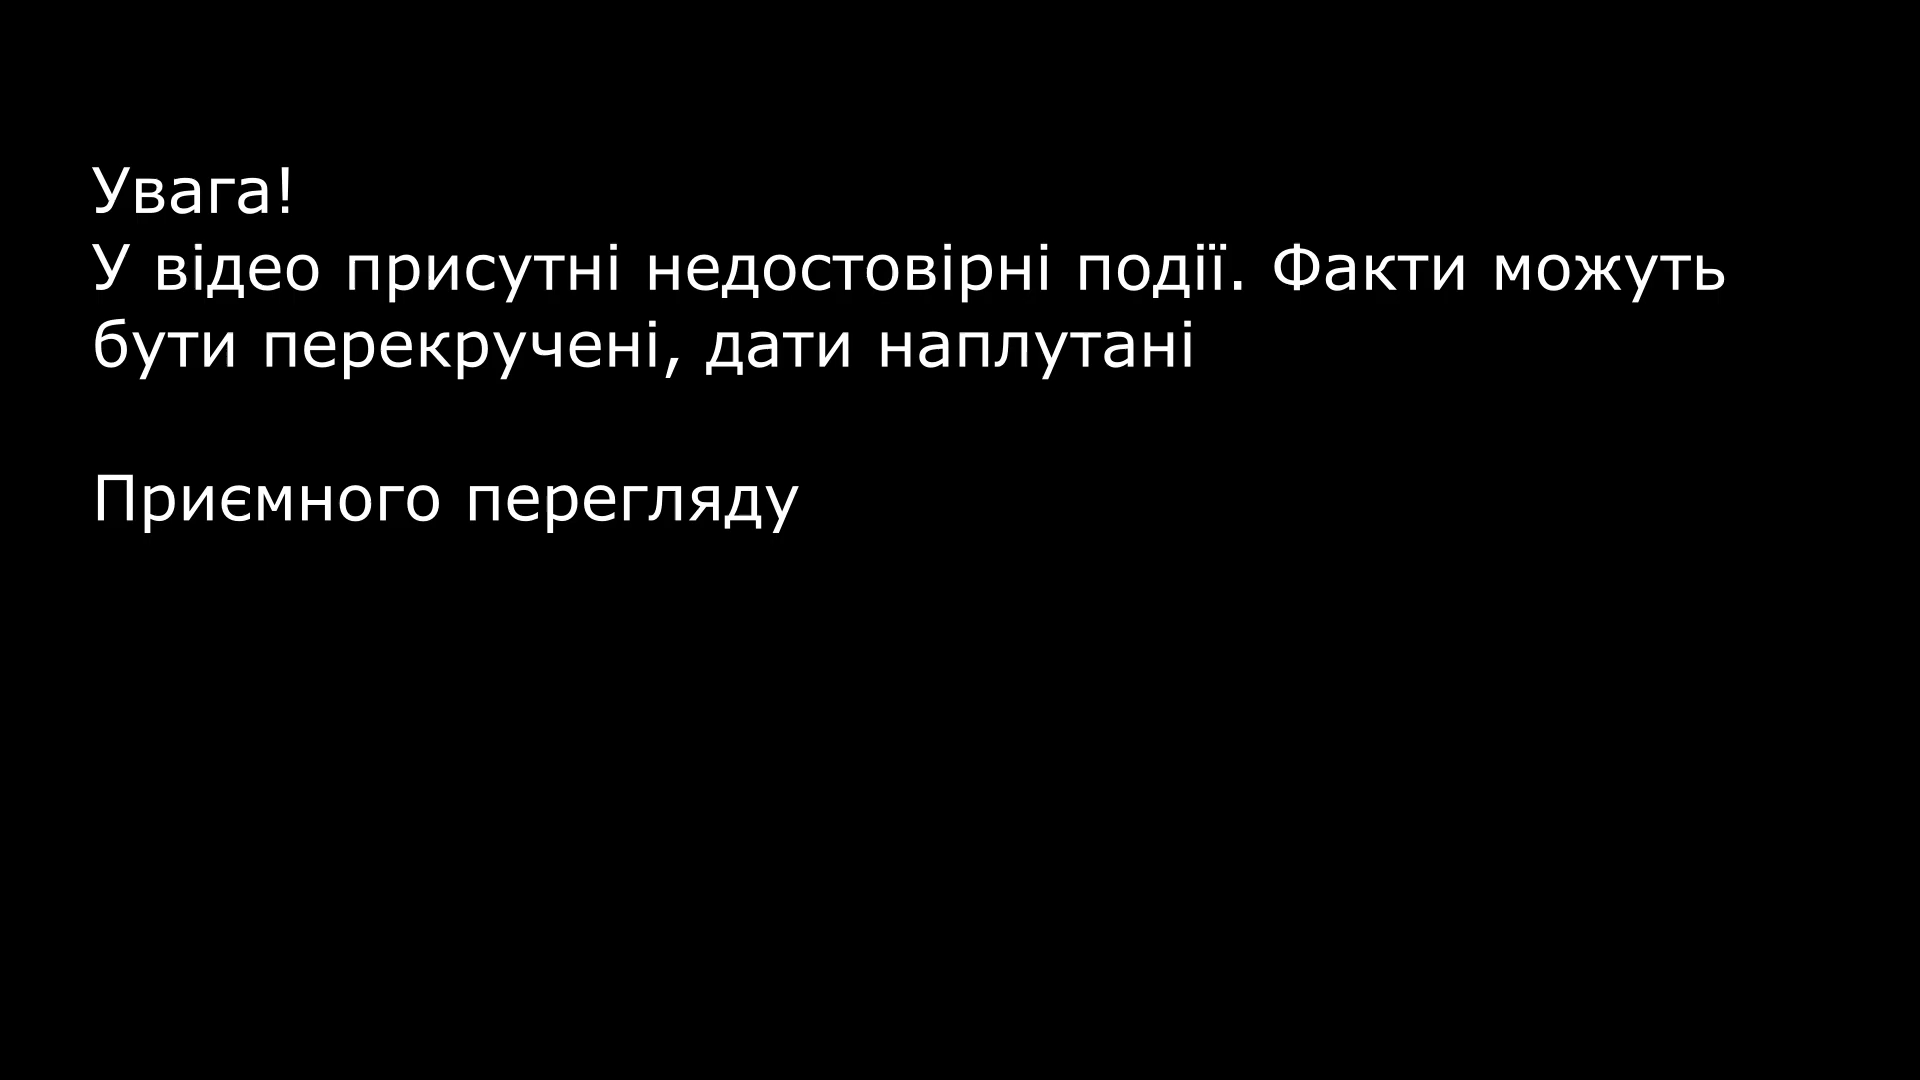 Увага!
У відео присутні недостовірні події. Факти можуть
бути перекручені, дати наплутані
Приємного перегляду